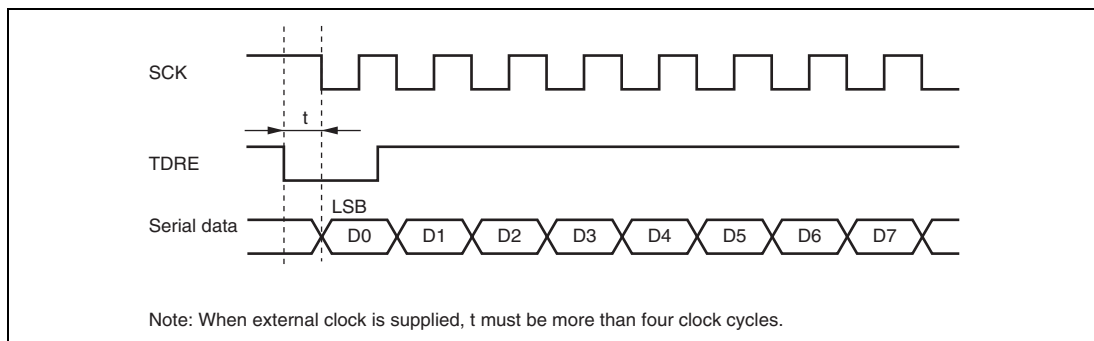 SCK
t
TDRE
LSB
Serial data
D0 D1 D2 D3 D4 D5 D6 D7
Note: When external clock is supplied, t must be more than four clock cycles.